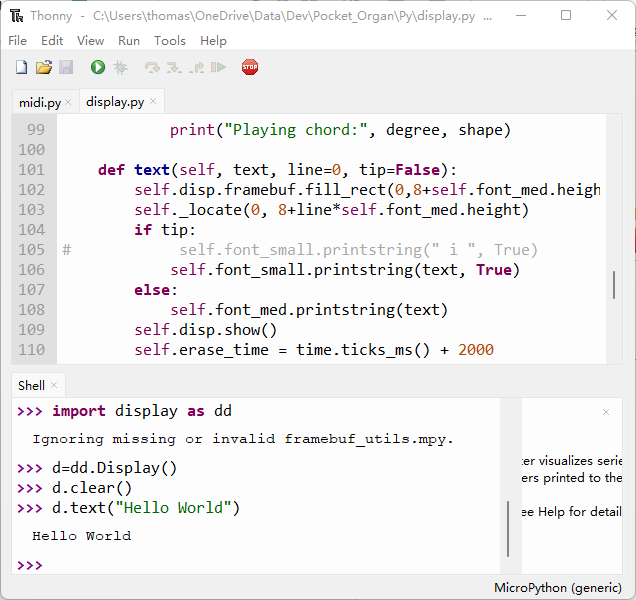 Thonny - C:\Users\thomas\OneDrive\Data\Dev\Pocket_Organ\Py\display.py ...
File Edit View Run Tools Help
STOP
midi.py × display.py ×
99 print("Playing chord:", degree, shape)
100
101 def text(self, text, line=0, tip=False):
102 self.disp.framebuf.fill_rect(0,8+self.font_med.heigh
103 self._locate(0, 8+line*self.font_med.height)
104 if tip:
105 # self.font_small.printstring(" i ", True)
106 self.font_small.printstring(text, True)
107 else:
108 self.font_med.printstring(text)
109 self.disp.show()
110 self.erase_time = time.ticks_ms() + 2000
Shell ×
>>> import display as dd
Ignoring missing or invalid framebuf_utils.mpy.
>>> d=dd.Display()
>>> d.clear()
>>> d.text("Hello World")
Hello World
>>>
ter visualizes serie
ers printed to the
ee Help for detail
MicroPython (generic)